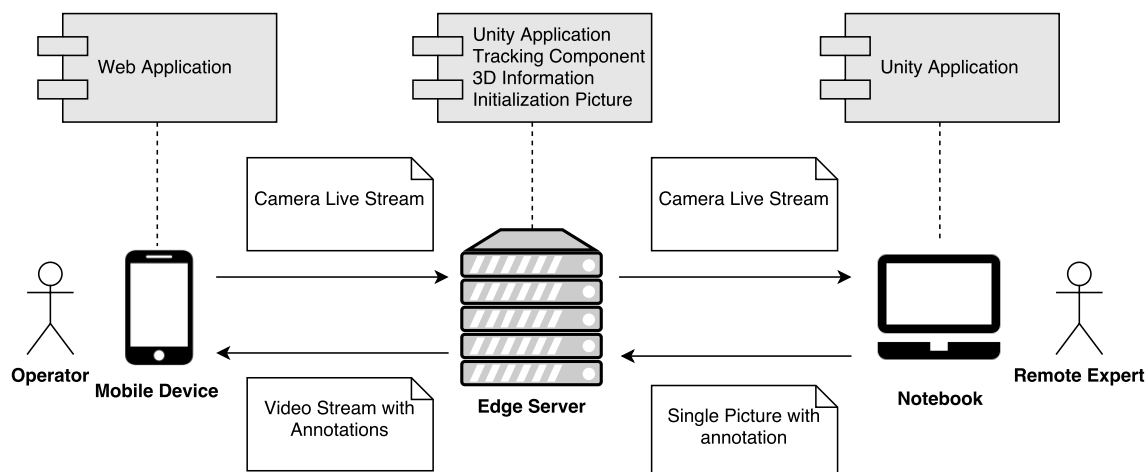 Web Application
Unity Application
Tracking Component
3D Information
Initialization Picture
Unity Application
Camera Live Stream
Camera Live Stream
Operator
Mobile Device
Edge Server
Notebook
Remote Expert
Video Stream with
Annotations
Single Picture with
annotation